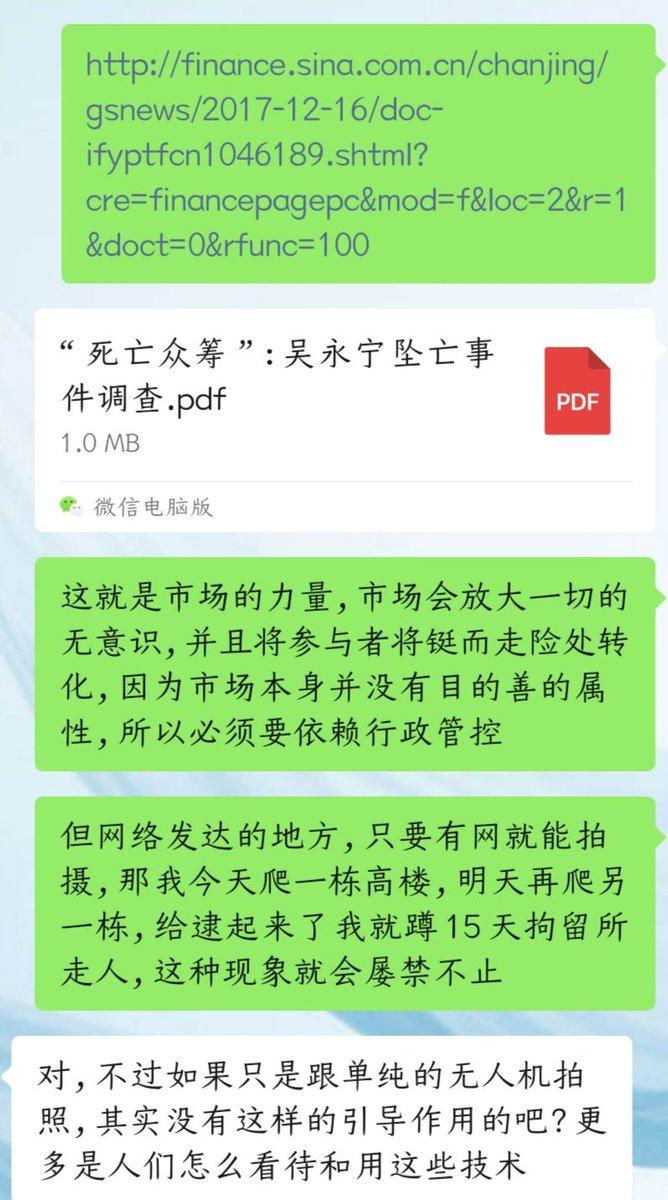 http://finance.sina.com.cn/chanjing/
gsnews/2017-12-16/doc-
ifyptfcn1046189.shtml?
cre=financepagepc&mod=f&loc=2&r=1
&doct=0&rfunc=100
“死亡众筹”:吴永宁坠亡事
件调查.pdf
PDF
1.0 MB
微信电脑版
这就是市场的力量,市场会放大一切的
无意识,并且将参与者将铤而走险处转
化,因为市场本身并没有目的善的属
性,所以必须要依赖行政管控
但网络发达的地方,只要有网就能拍
摄,那我今天爬一栋高楼,明天再爬另
一栋,给逮起来了我就蹲15天拘留所
走人,这种现象就会屡禁不止
对,不过如果只是跟单纯的无人机拍
照,其实没有这样的引导作用的吧?更
多是人们怎么看待和用这些技术